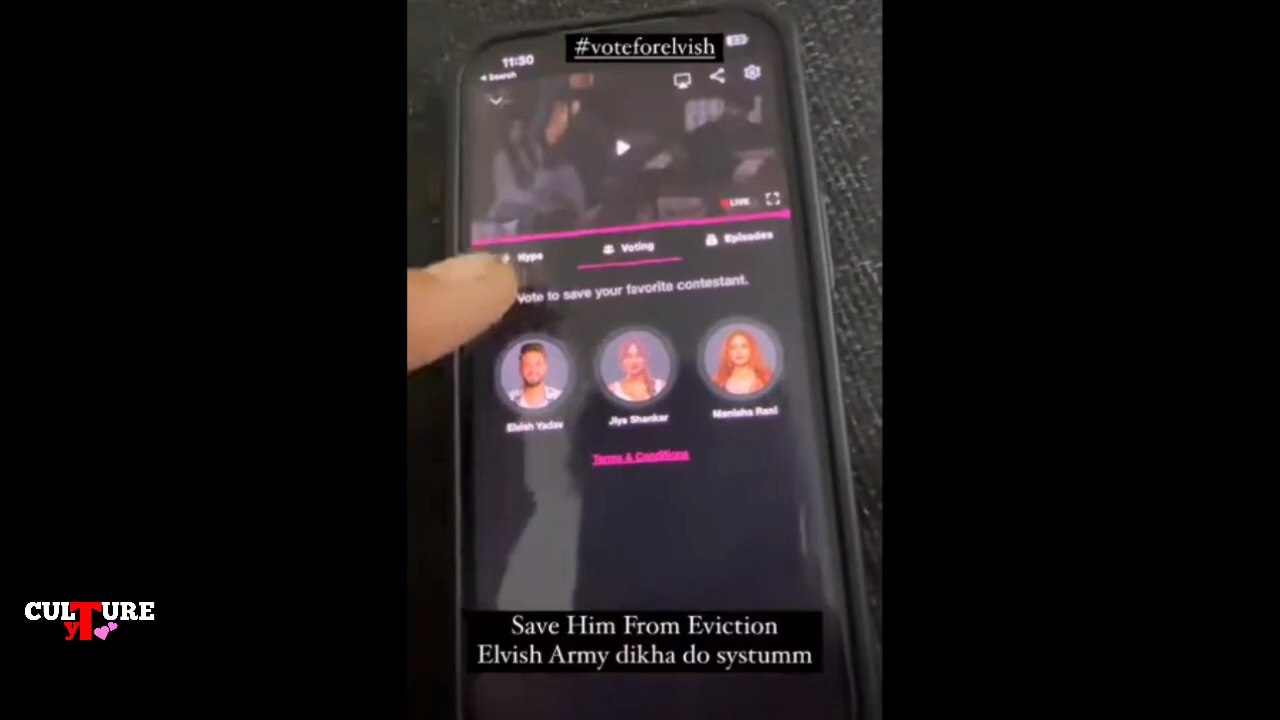 #voteforelvish
11:30
Search
LIVE
Hype
Voting
Episodes
Vote to save your favorite contestant.
Elvish Yadav
Jiya Shankar
Manisha Rani
Terms & Conditions
Save Him From Eviction
Elvish Army dikha do systumm
CULTURE
yT